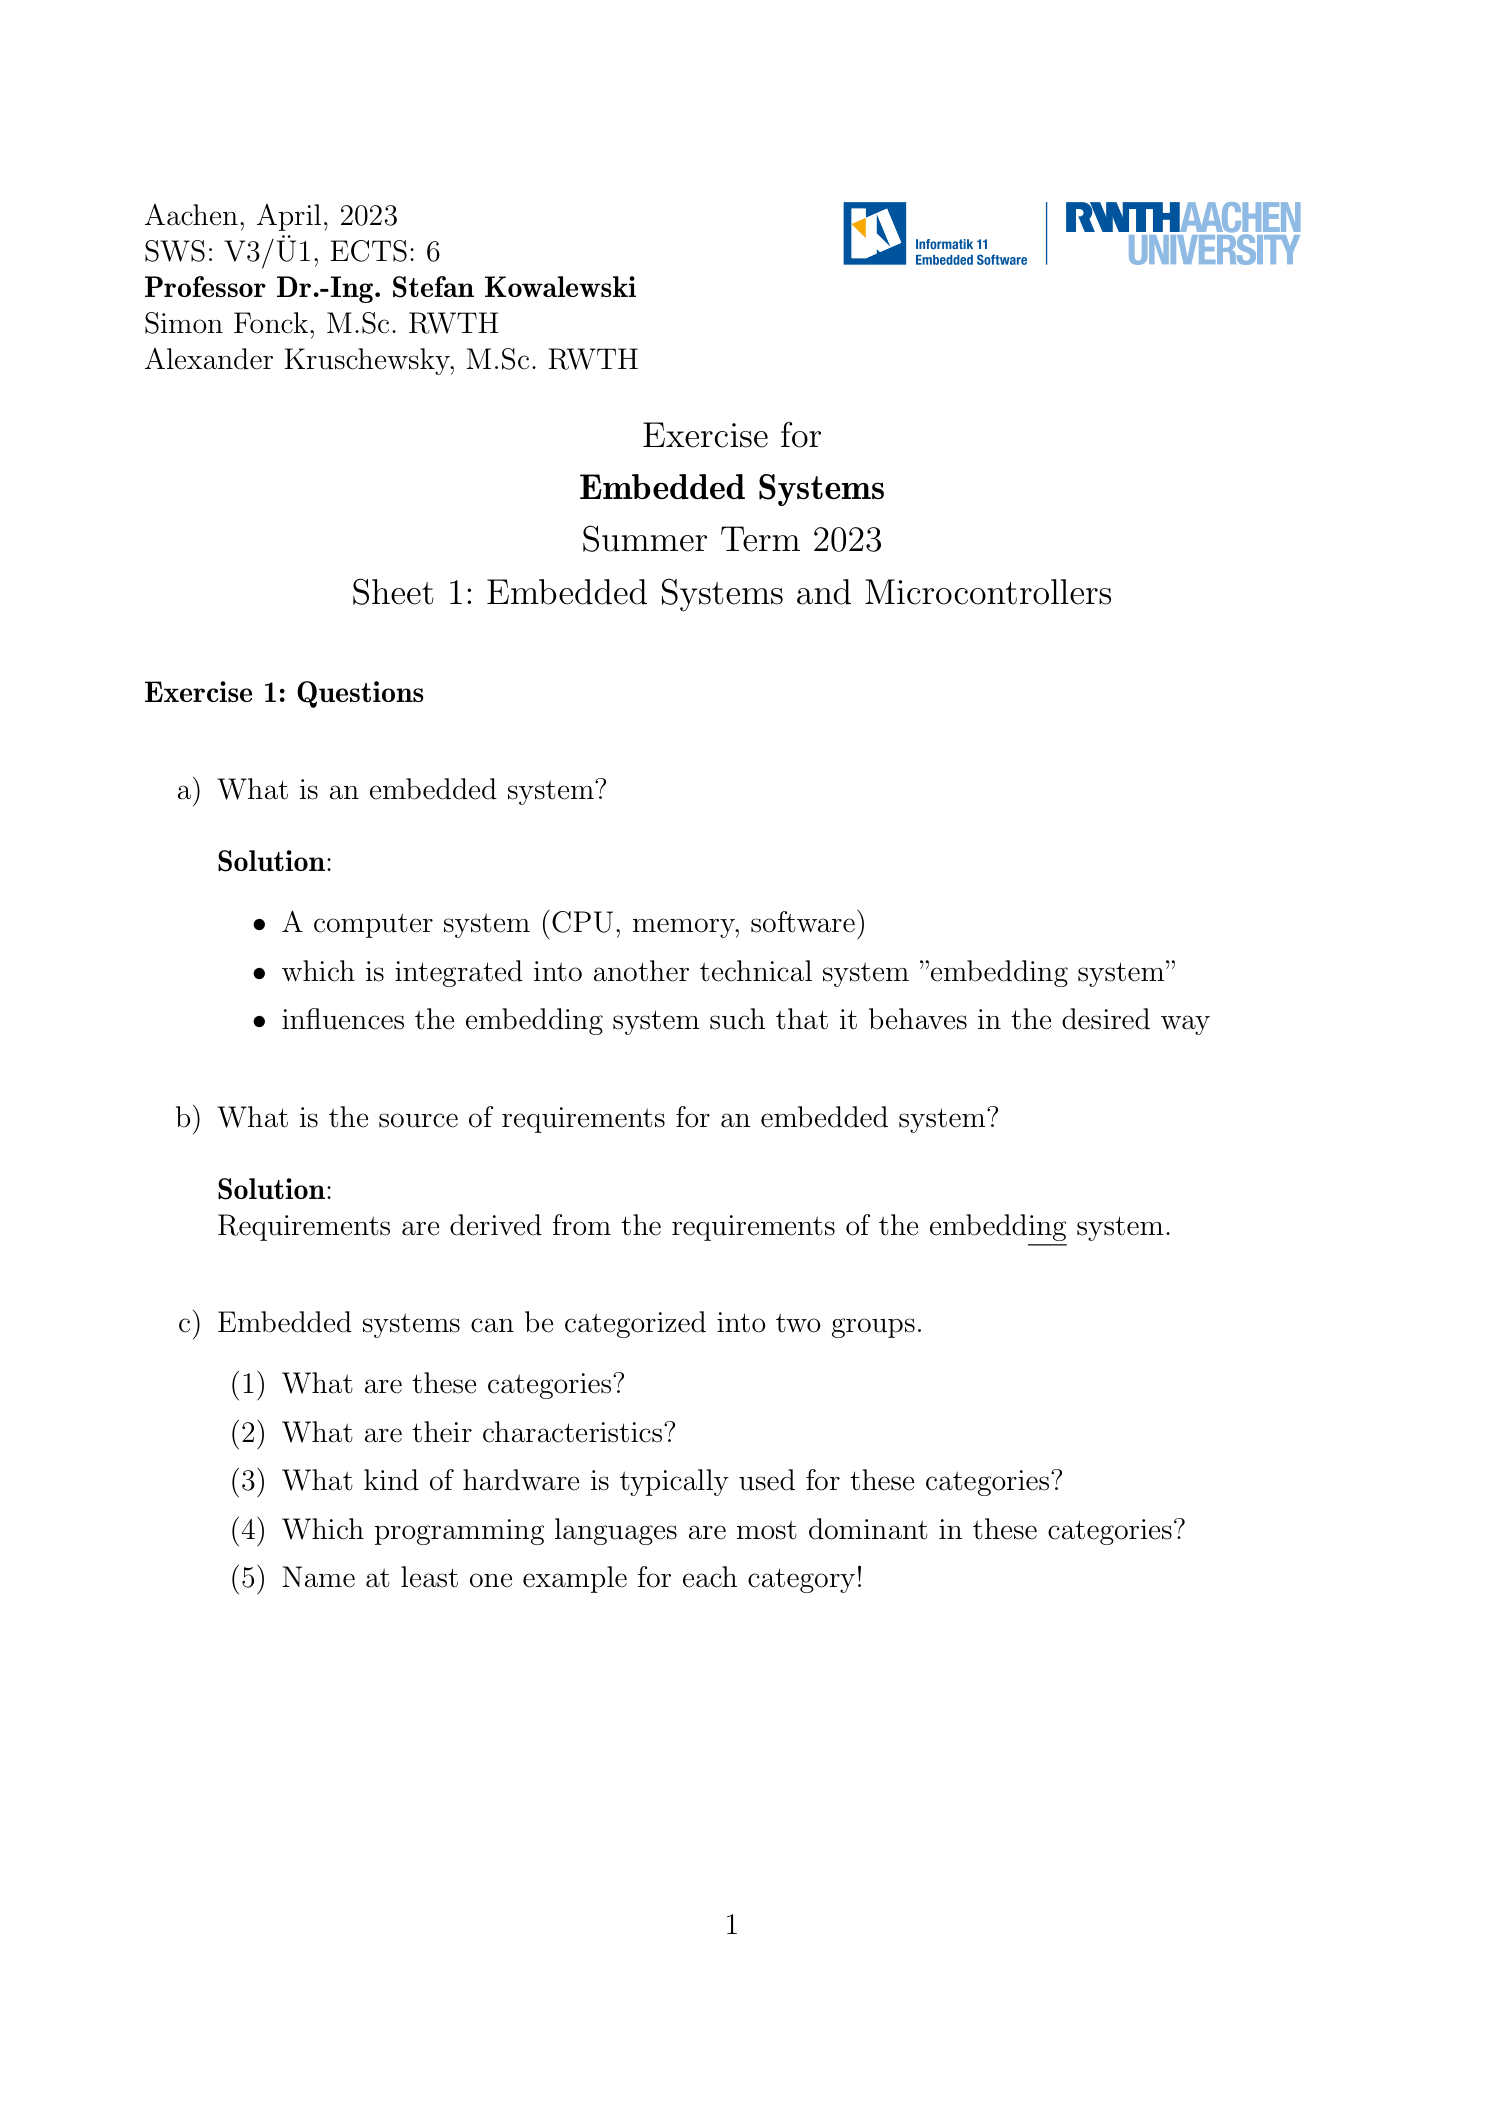 Aachen, April, 2023
SWS: V3/Ü1, ECTS: 6
Professor Dr.-Ing. Stefan Kowalewski
Simon Fonck, M.Sc. RWTH
Alexander Kruschewsky, M.Sc. RWTH
Informatik 11
Embedded Software
RWTHAACHEN
UNIVERSITY
Exercise for
Embedded Systems
Summer Term 2023
Sheet 1: Embedded Systems and Microcontrollers
Exercise 1: Questions
a) What is an embedded system?
Solution:
• A computer system (CPU, memory, software)
• which is integrated into another technical system ”embedding system”
• influences the embedding system such that it behaves in the desired way
b) What is the source of requirements for an embedded system?
Solution:
Requirements are derived from the requirements of the embedding system.
c) Embedded systems can be categorized into two groups.
(1) What are these categories?
(2) What are their characteristics?
(3) What kind of hardware is typically used for these categories?
(4) Which programming languages are most dominant in these categories?
(5) Name at least one example for each category!
1